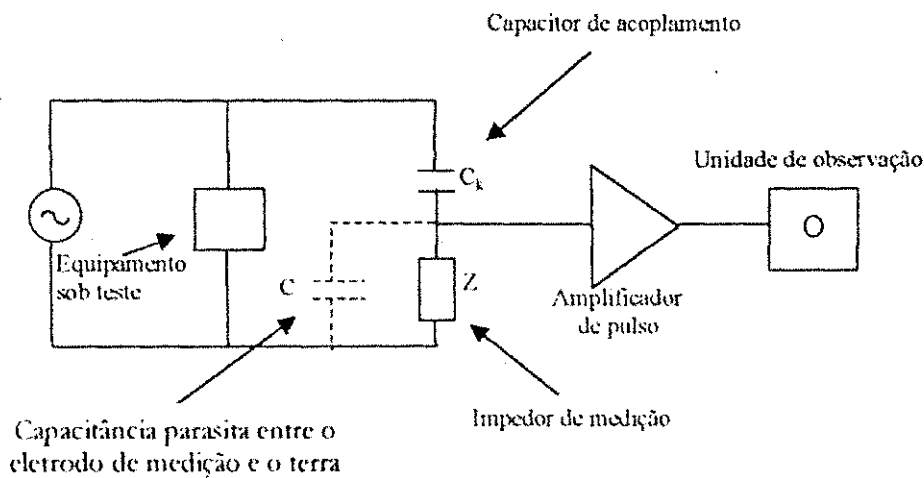 Capacitor de acoplamento
Unidade de observação
C_k
Equipamento
sob teste
C
Z
Amplificador
de pulso
Capacitância parasita entre o
eletrodo de medição e o terra
Impedor de medição